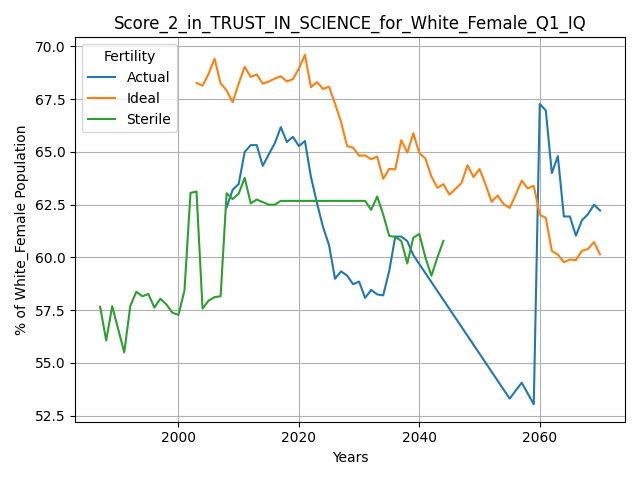 Score_2_in_TRUST_IN_SCIENCE_for_White_Female_Q1_IQ
Fertility
Actual
Ideal
Sterile
% of White_Female Population
70.0
67.5
65.0
62.5
60.0
57.5
55.0
52.5
2000
2020
2040
2060
Years